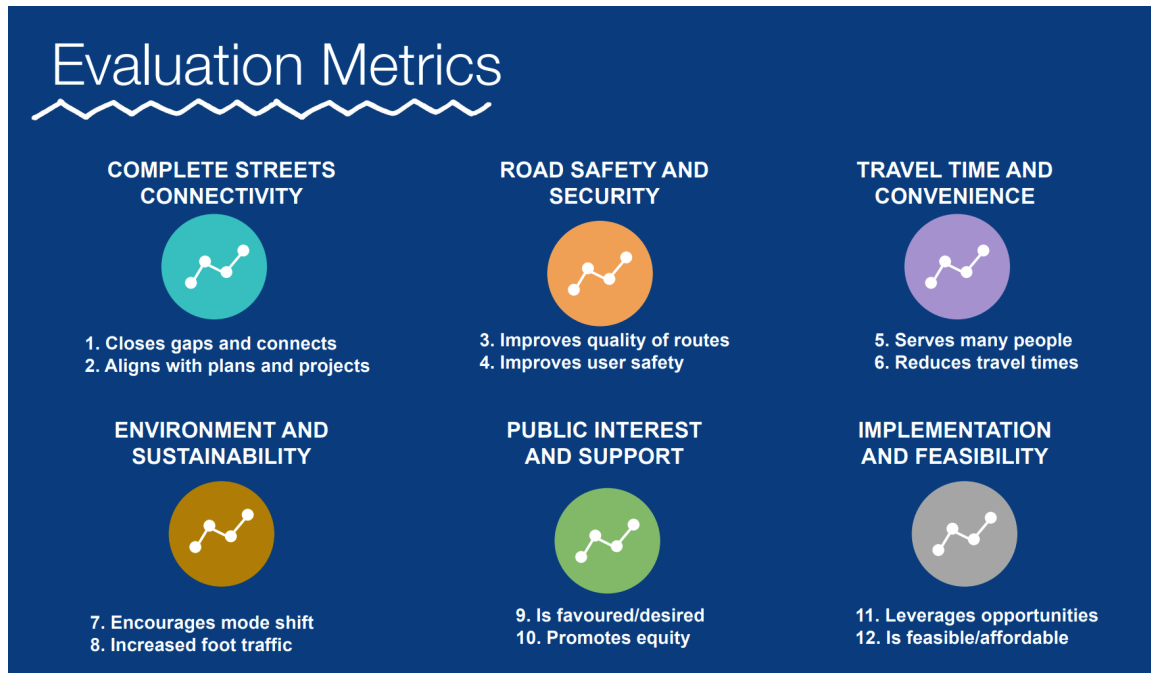 Evaluation Metrics
COMPLETE STREETS
CONNECTIVITY
1. Closes gaps and connects
2. Aligns with plans and projects
ROAD SAFETY AND
SECURITY
3. Improves quality of routes
4. Improves user safety
TRAVEL TIME AND
CONVENIENCE
5. Serves many people
6. Reduces travel times
ENVIRONMENT AND
SUSTAINABILITY
7. Encourages mode shift
8. Increased foot traffic
PUBLIC INTEREST
AND SUPPORT
9. Is favoured/desired
10. Promotes equity
IMPLEMENTATION
AND FEASIBILITY
11. Leverages opportunities
12. Is feasible/affordable